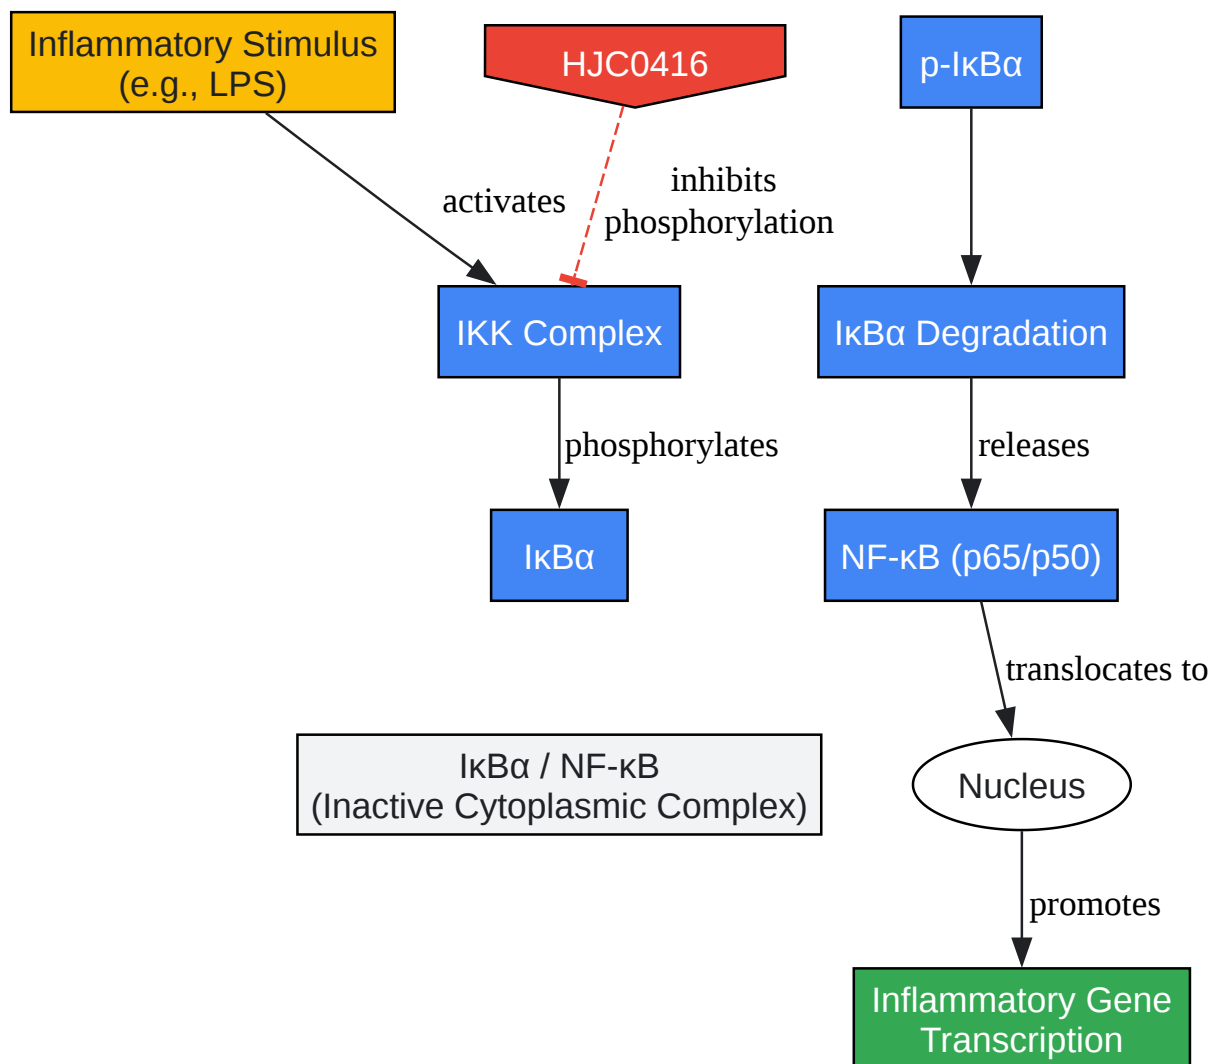 Inflammatory Stimulus
(e.g., LPS)
HJC0416
p-IκBα
activates
inhibits
phosphorylation
IKK Complex
IκBα Degradation
phosphorylates
releases
IκBα
NF-κB (p65/p50)
translocates to
IκBα / NF-κB
(Inactive Cytoplasmic Complex)
Nucleus
promotes
Inflammatory Gene
Transcription